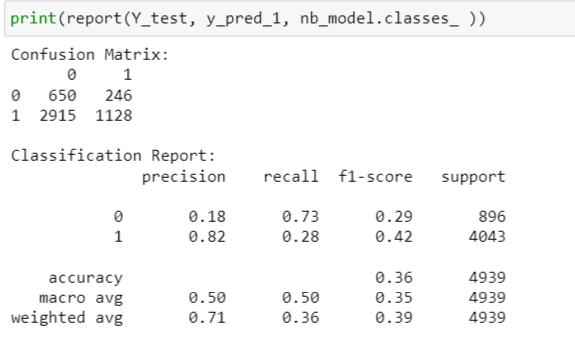 print(report(Y_test, y_pred_1, nb_model.classes_ ))
Confusion Matrix:
0 1
0 650 246
1 2915 1128
Classification Report:
precision recall f1-score support
0 0.18 0.73 0.29 896
1 0.82 0.28 0.42 4043
accuracy 0.36 4939
macro avg 0.50 0.50 0.35 4939
weighted avg 0.71 0.36 0.39 4939